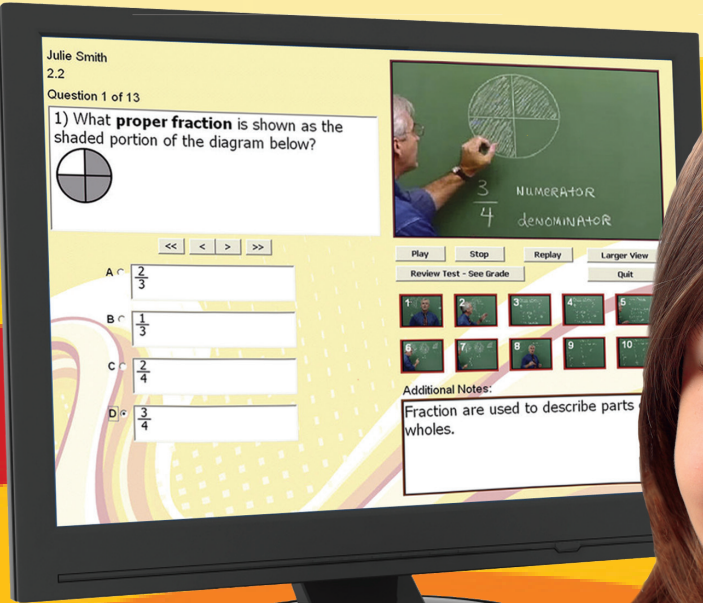 Julie Smith
2.2
Question 1 of 13
1) What proper fraction is shown as the
shaded portion of the diagram below?
<< < > >>
A 2/3
B 1/3
C 2/4
D 3/4
3 NUMERATOR
4 dENOMINATOR
Play Stop Replay Larger View
Review Test - See Grade Quit
1 2 3 4 5
6 7 8 9 10
Additional Notes:
Fraction are used to describe parts
wholes.